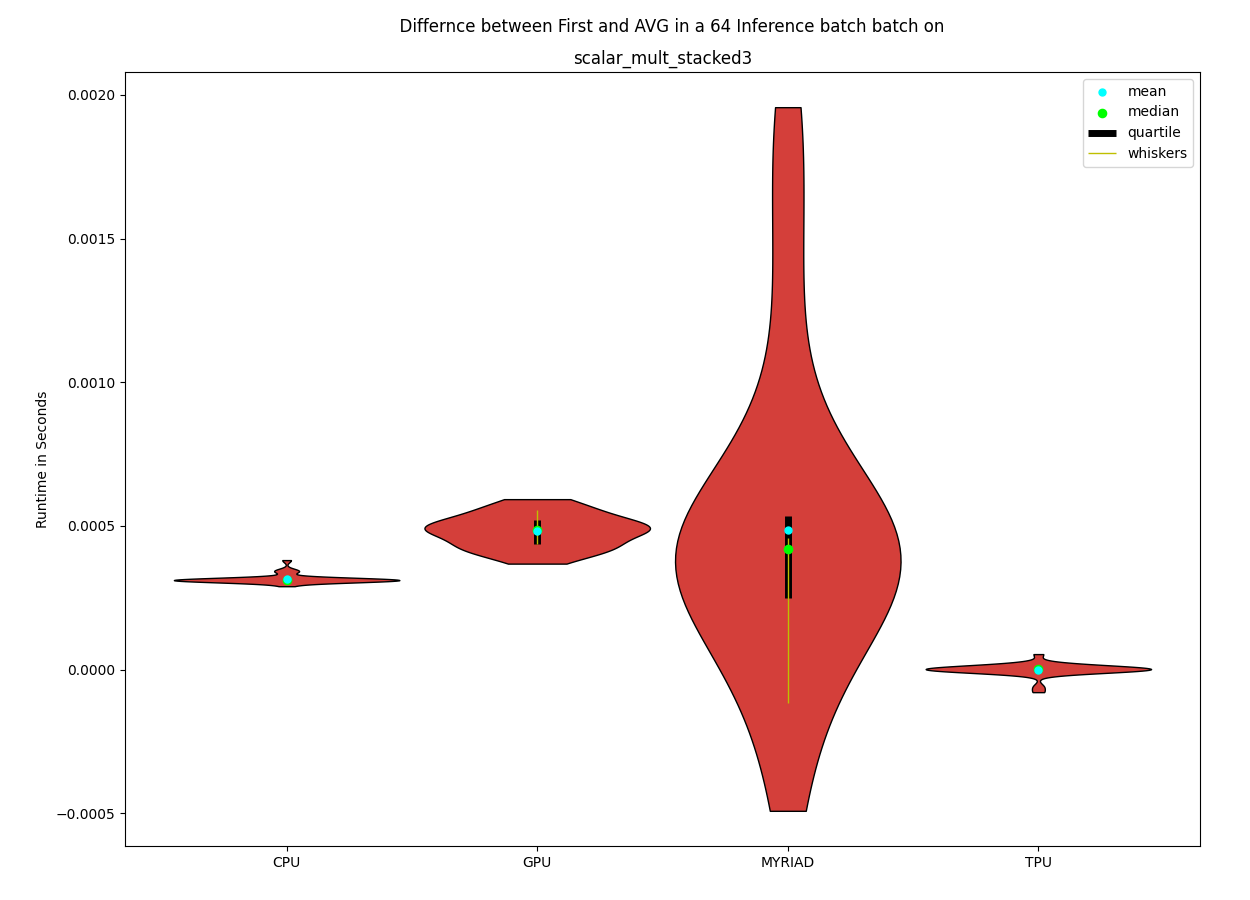 Differnce between First and AVG in a 64 Inference batch batch on
scalar_mult_stacked3
mean
median
quartile
whiskers
0.0020
0.0015
0.0010
0.0005
0.0000
−0.0005
Runtime in Seconds
CPU GPU MYRIAD TPU